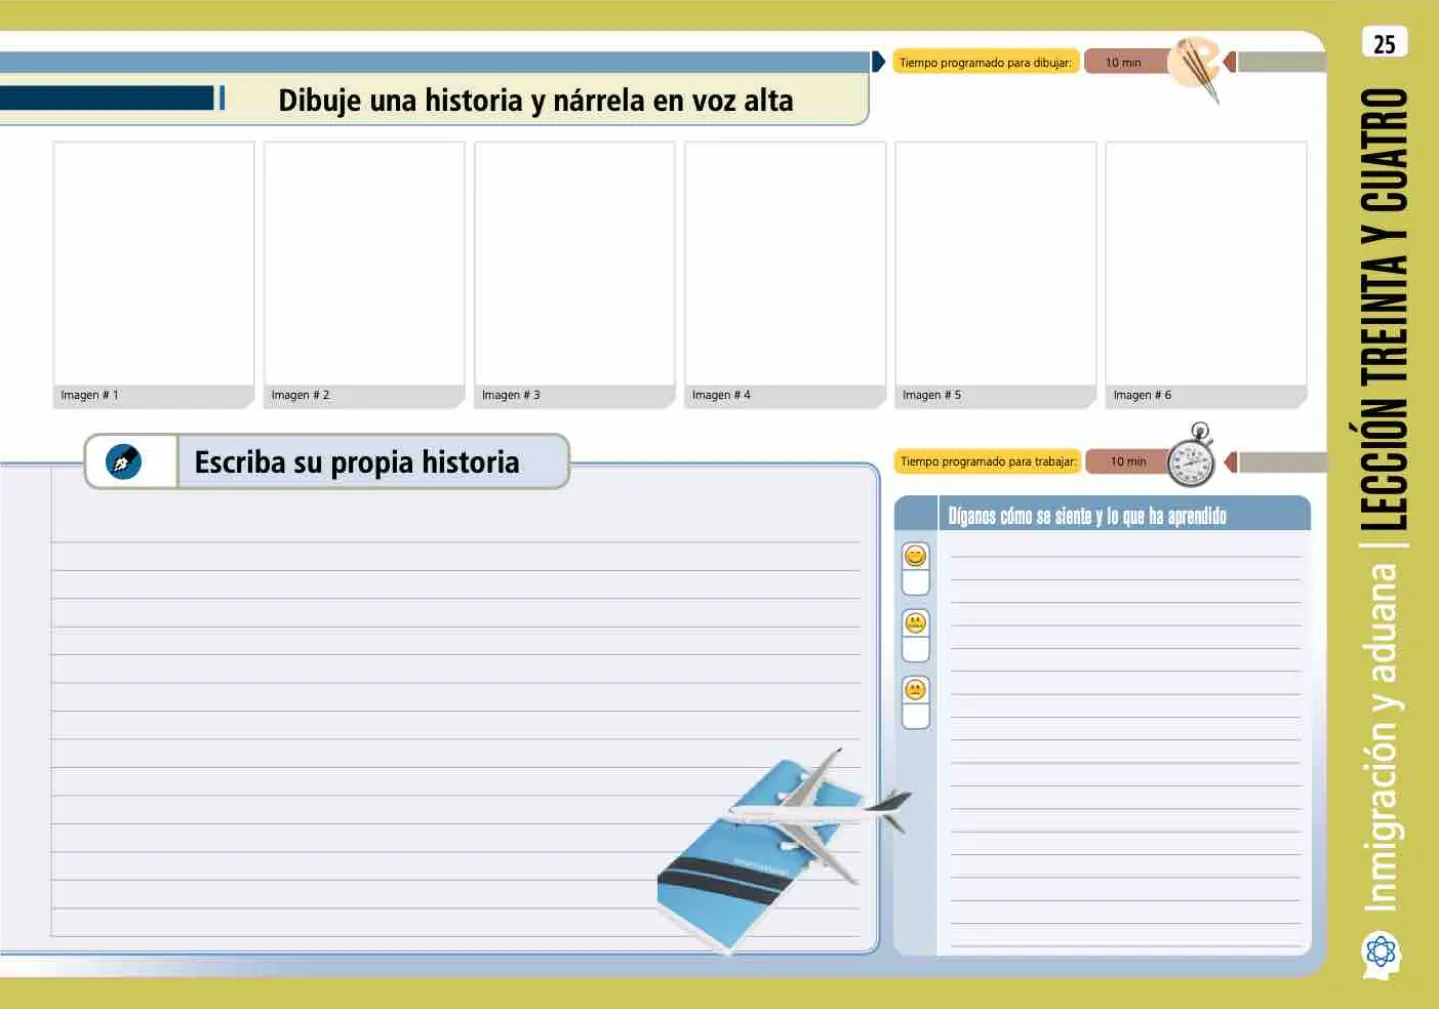 25
Tiempo programado para dibujar:
10 min
Dibuje una historia y nárrela en voz alta
Imagen # 1
Imagen # 2
Imagen # 3
Imagen # 4
Imagen # 5
Imagen # 6
Escriba su propia historia
Tiempo programado para trabajar:
10 min
Díganos cómo se siente y lo que ha aprendido
Inmigración y aduana | LECCIÓN TREINTA Y CUATRO